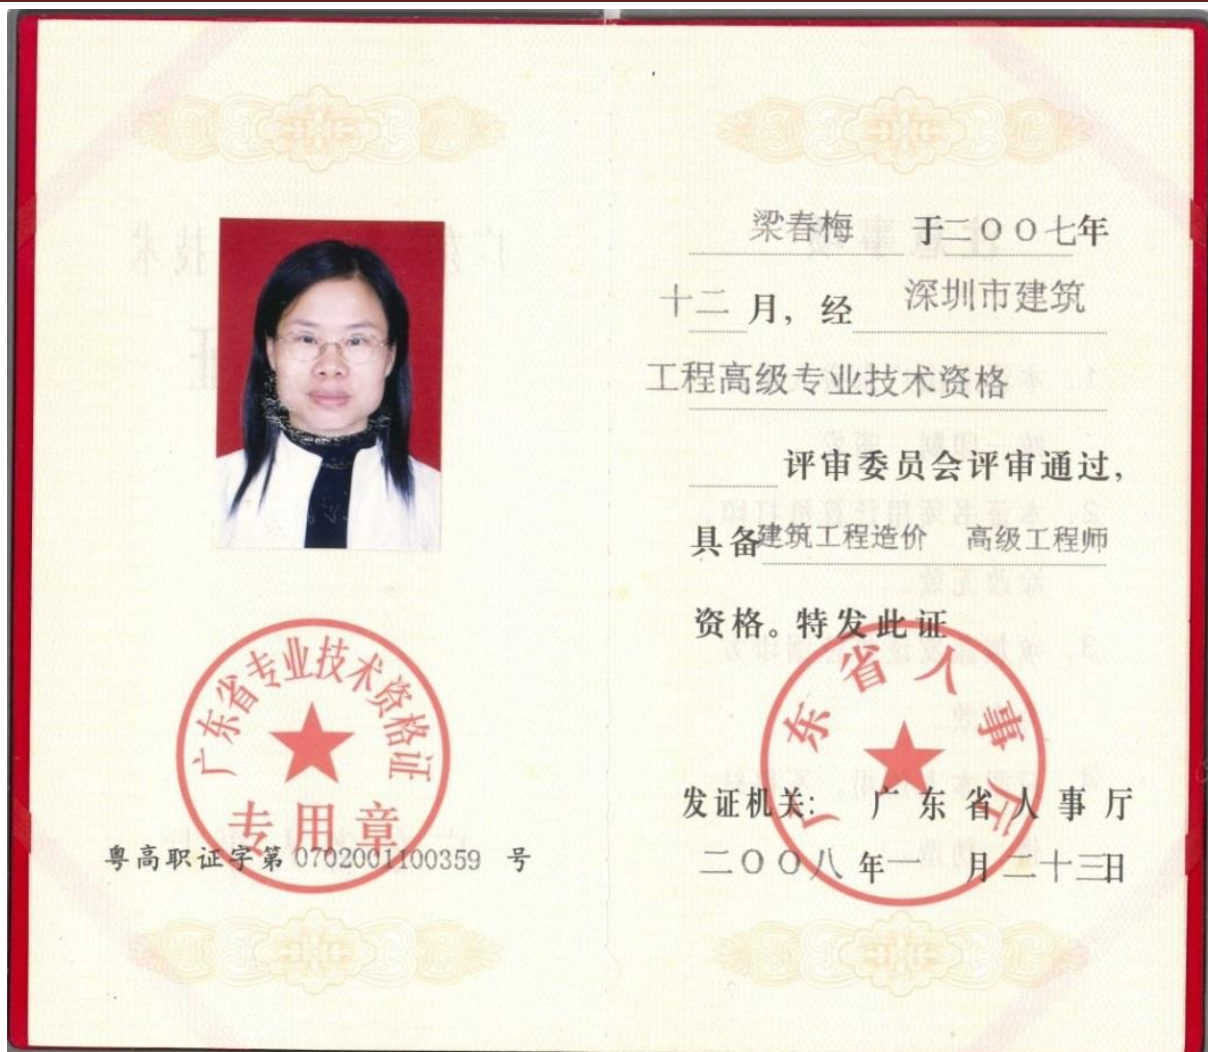 广东省专业技术资格证
专用章
粤高职证字第 0702001100359 号
梁春梅 于二〇〇七年
十二月，经 深圳市建筑
工程高级专业技术资格
评审委员会评审通过，
具备建筑工程造价 高级工程师
资格。特发此证
广东省人事厅
发证机关：广东省人事厅
二〇〇八年一月二十三日